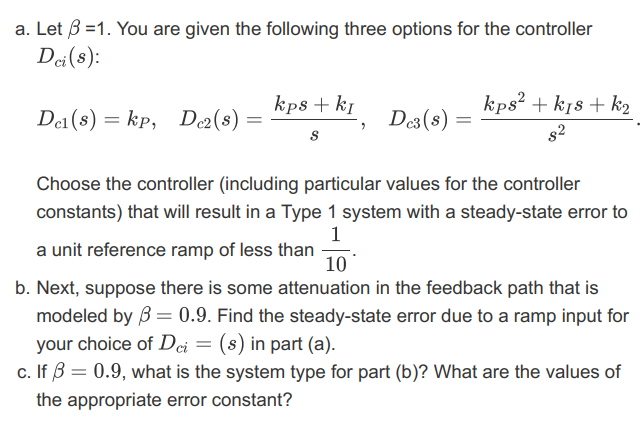 a. Let β =1. You are given the following three options for the controller
D_{ci}(s):
D_{c1}(s) = k_P, D_{c2}(s) = \frac{k_P s + k_I}{s}, D_{c3}(s) = \frac{k_P s^2 + k_I s + k_2}{s^2}.
Choose the controller (including particular values for the controller
constants) that will result in a Type 1 system with a steady-state error to
a unit reference ramp of less than \frac{1}{10}.
b. Next, suppose there is some attenuation in the feedback path that is
modeled by β = 0.9. Find the steady-state error due to a ramp input for
your choice of D_{ci} = (s) in part (a).
c. If β = 0.9, what is the system type for part (b)? What are the values of
the appropriate error constant?